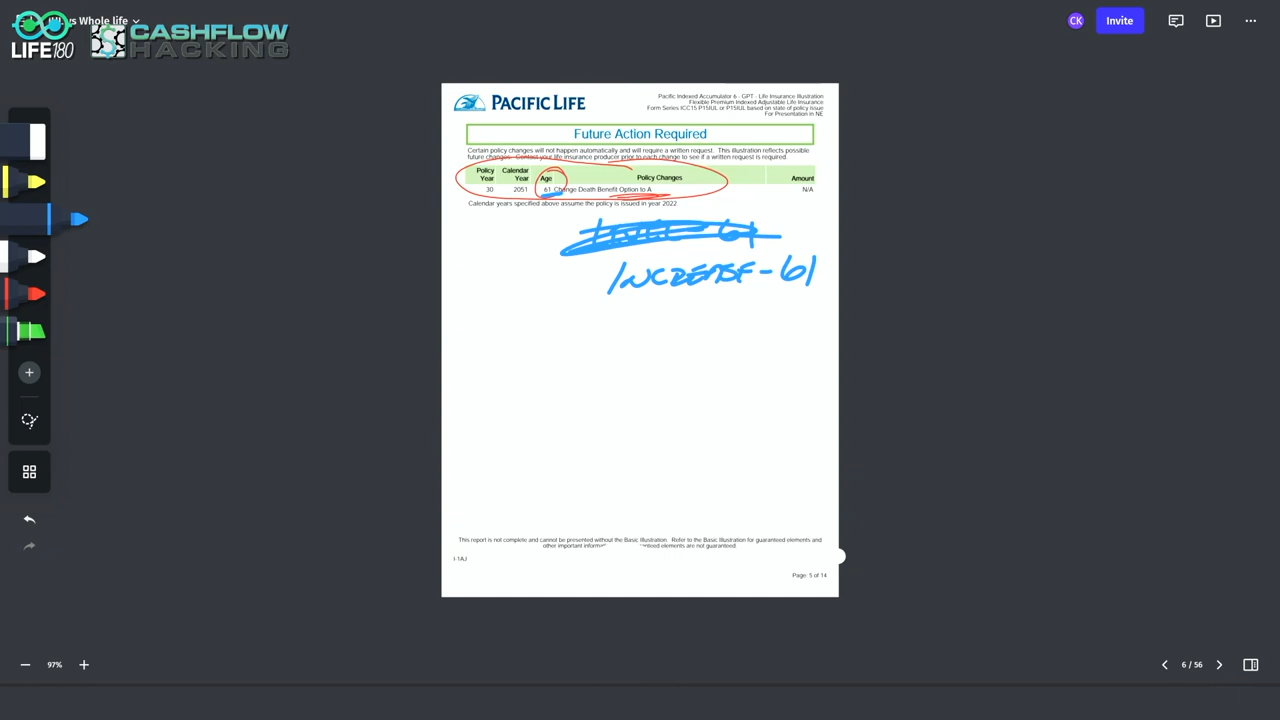 s Whole life
LIFE180
CASHFLOW
HACKING
CK
Invite
PACIFIC LIFE
Pacific Indexed Accumulator 6 - GPT - Life Insurance Illustration
Flexible Premium Indexed Adjustable Life Insurance
Form Series ICC15 P15IUL or P15IUL based on state of policy issue
For Presentation in NE
Future Action Required
Certain policy changes will not happen automatically and will require a written request. This illustration reflects possible
future changes. Contact your life insurance producer prior to each change to see if a written request is required.
Policy Year Calendar Year Age Policy Changes Amount
30 2051 61 Change Death Benefit Option to A N/A
Calendar years specified above assume the policy is issued in year 2022
61
INCREASE - 61
This report is not complete and cannot be presented without the Basic Illustration. Refer to the Basic Illustration for guaranteed elements and
other important elements are not guaranteed
Page: 5 of 14
97%
6 / 56